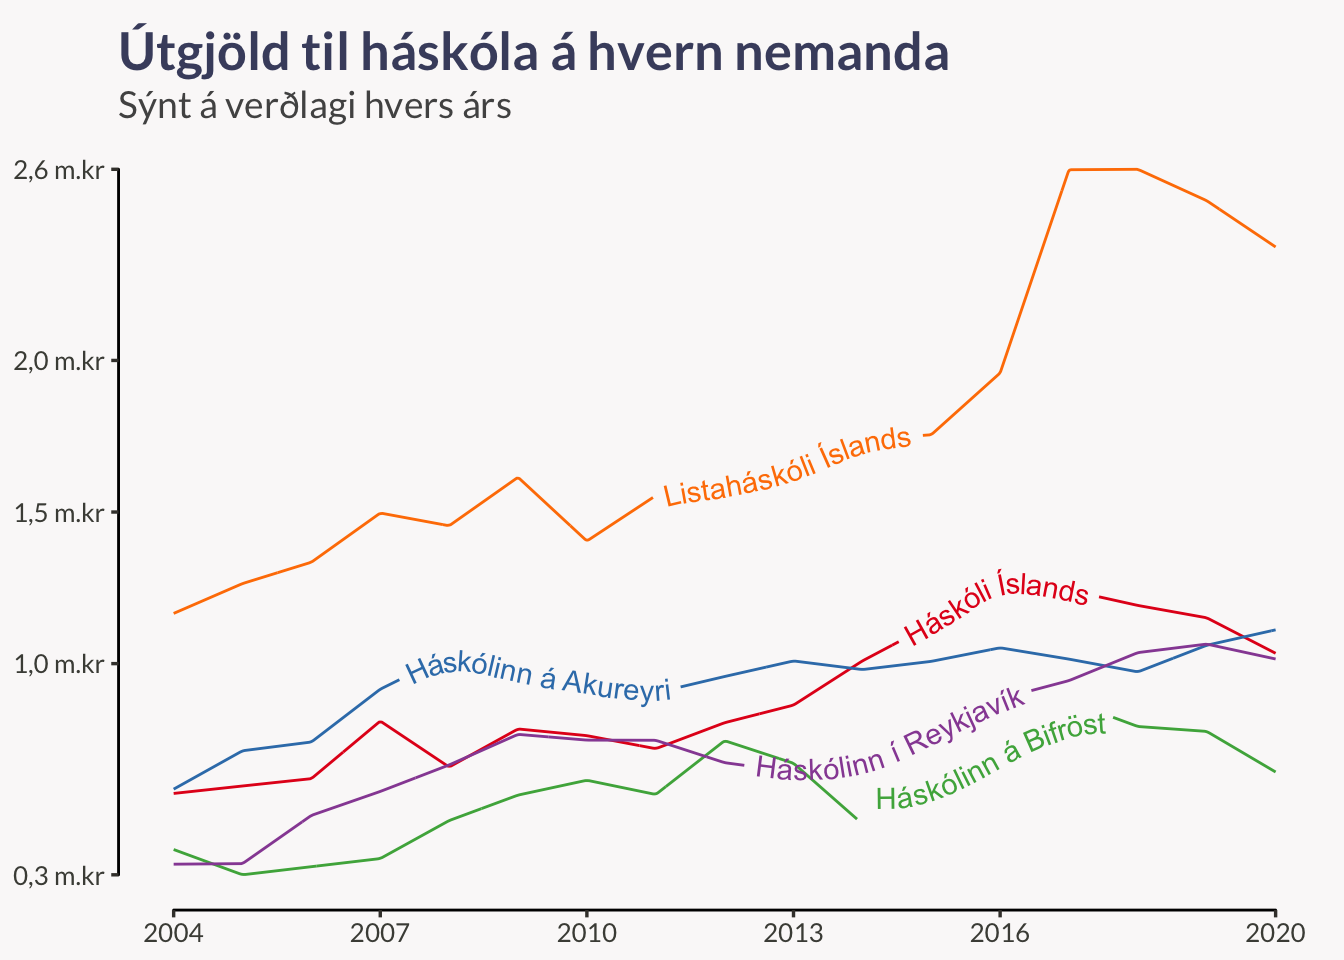 Útgjöld til háskóla á hvern nemanda
Sýnt á verðlagi hvers árs
2,6 m.kr
2,0 m.kr
1,5 m.kr
1,0 m.kr
0,3 m.kr
Listaháskóli Íslands
Háskóli Íslands
Háskólinn á Akureyri
Háskólinn í Reykjavík
Háskólinn á Bifröst
2004
2007
2010
2013
2016
2020